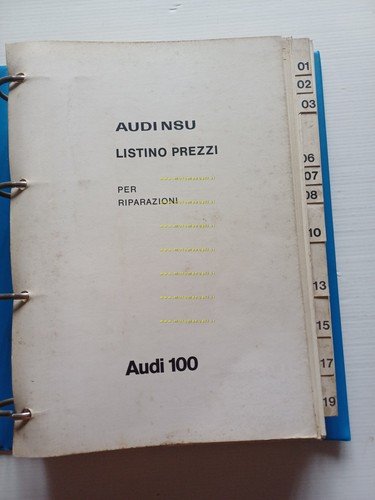 AUDI NSU
LISTINO PREZZI
PER
RIPARAZIONI
Audi 100
01
02
03
06
07
08
10
13
15
17
19